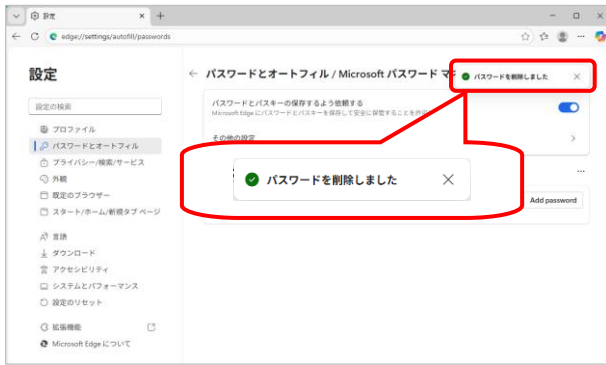 設定
edge://settings/autofill/passwords
設定
設定の検索
プロファイル
パスワードとオートフィル
プライバシー/検索/サービス
外観
既定のブラウザー
スタート/ホーム/新規タブ ページ
言語
ダウンロード
アクセシビリティ
システムとパフォーマンス
設定のリセット
拡張機能
Microsoft Edge について
← パスワードとオートフィル / Microsoft パスワード マ
パスワードを削除しました
パスワードとパスキーの保存するよう依頼する
Microsoft Edge にパスワードとパスキーを保存して安全に保管することを許可
その他の設定
パスワードを削除しました
Add password